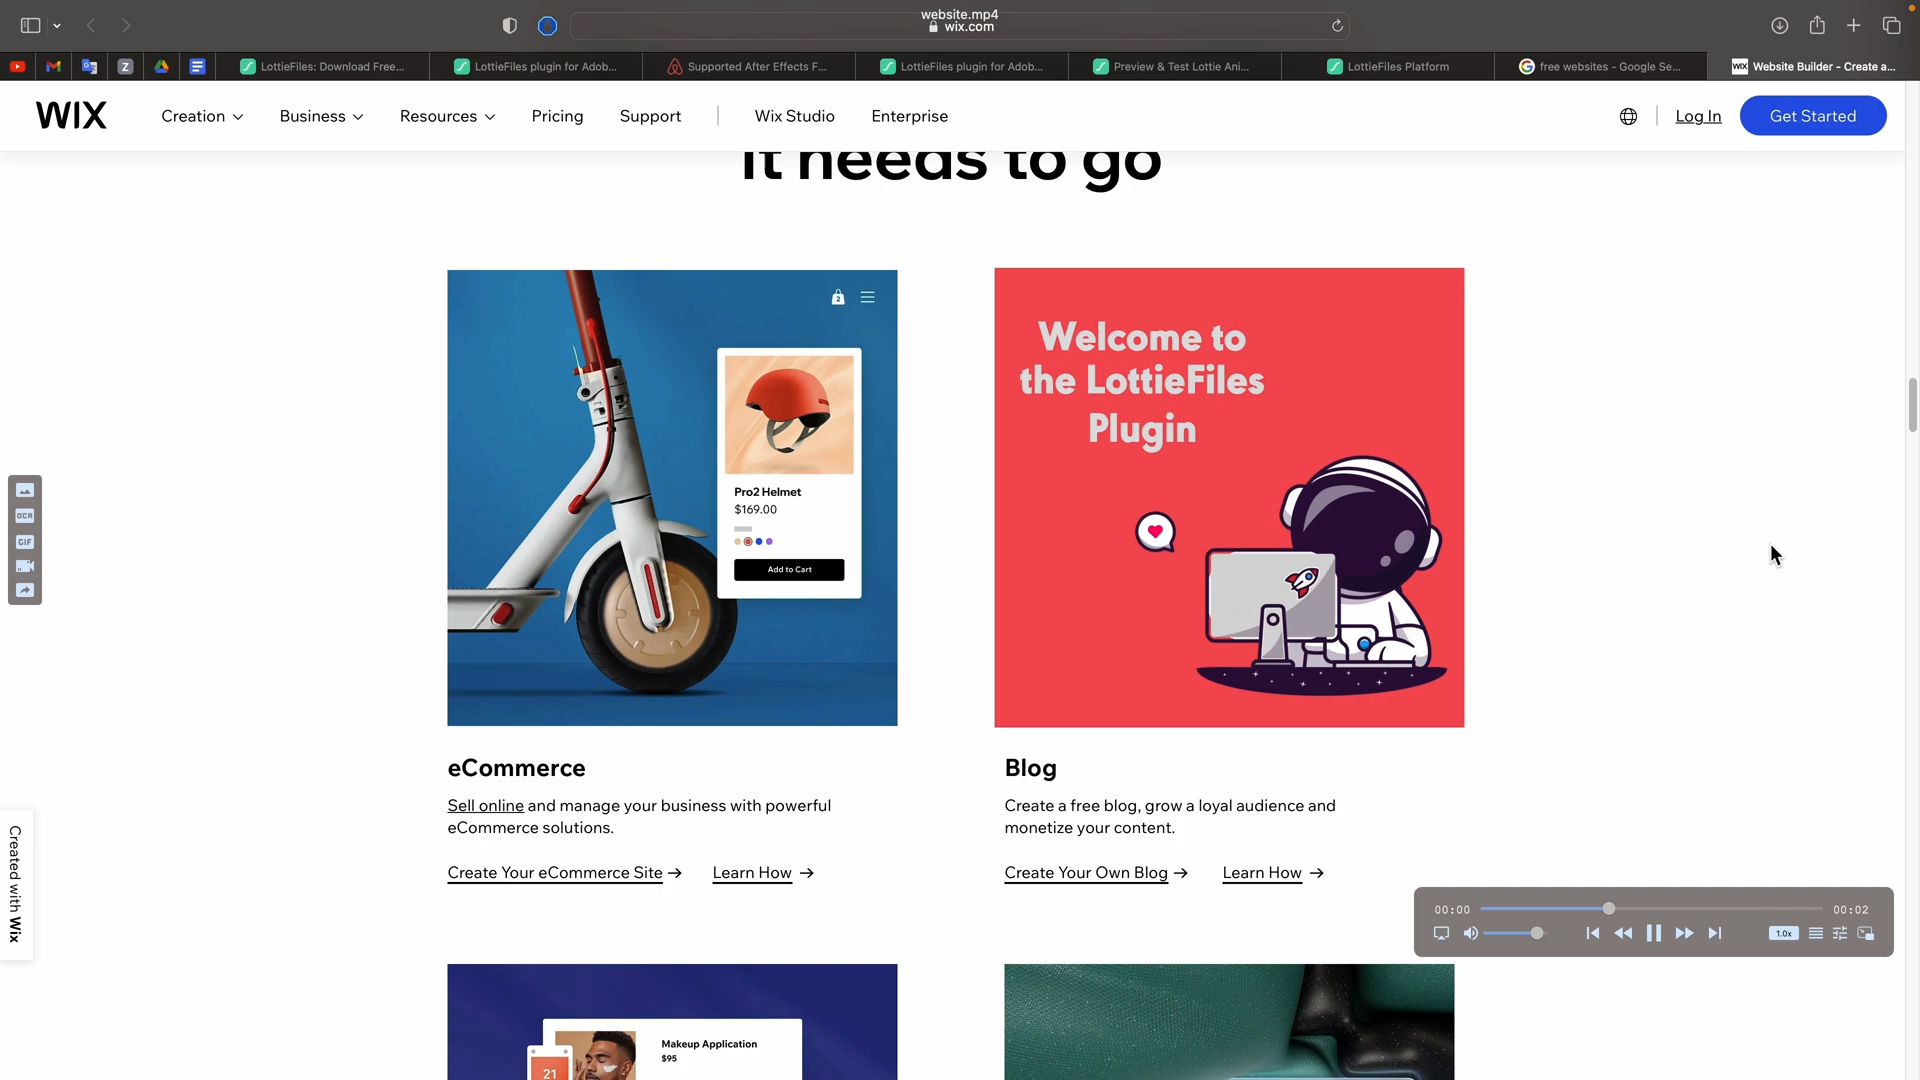 website.mp4
wix.com
LottieFiles: Download Free...
LottieFiles plugin for Adob...
Supported After Effects F...
LottieFiles plugin for Adob...
Preview & Test Lottie Ani...
LottieFiles Platform
free websites - Google Se...
WIX Website Builder - Create a...
WIX
Creation
Business
Resources
Pricing
Support
Wix Studio
Enterprise
Log In
Get Started
it needs to go
2
Pro2 Helmet
$169.00
Add to Cart
Welcome to
the LottieFiles
Plugin
OCR
GIF
eCommerce
Sell online and manage your business with powerful
eCommerce solutions.
Create Your eCommerce Site →
Learn How →
Blog
Create a free blog, grow a loyal audience and
monetize your content.
Create Your Own Blog →
Learn How →
Created with Wix
00:00
00:02
1.0x
Makeup Application
$95
21